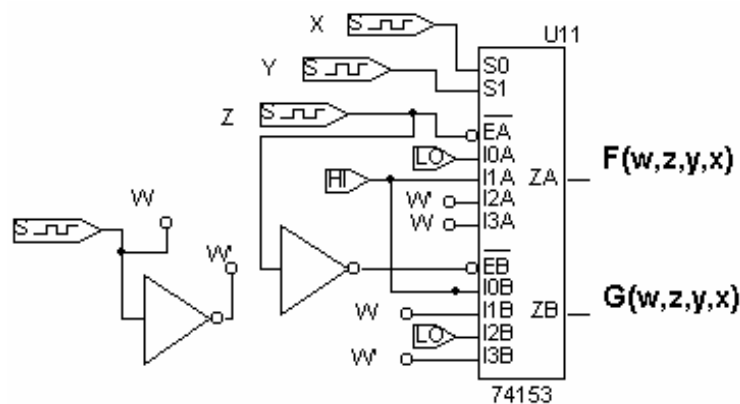 X
S
U11
Y
S
S0
S1
Z
S
EA
LO
I0A
F(w,z,y,x)
HI
I1A
ZA
W'
I2A
W
I3A
W
S
W'
EB
I0B
G(w,z,y,x)
W
I1B
ZB
LO
I2B
W'
I3B
74153